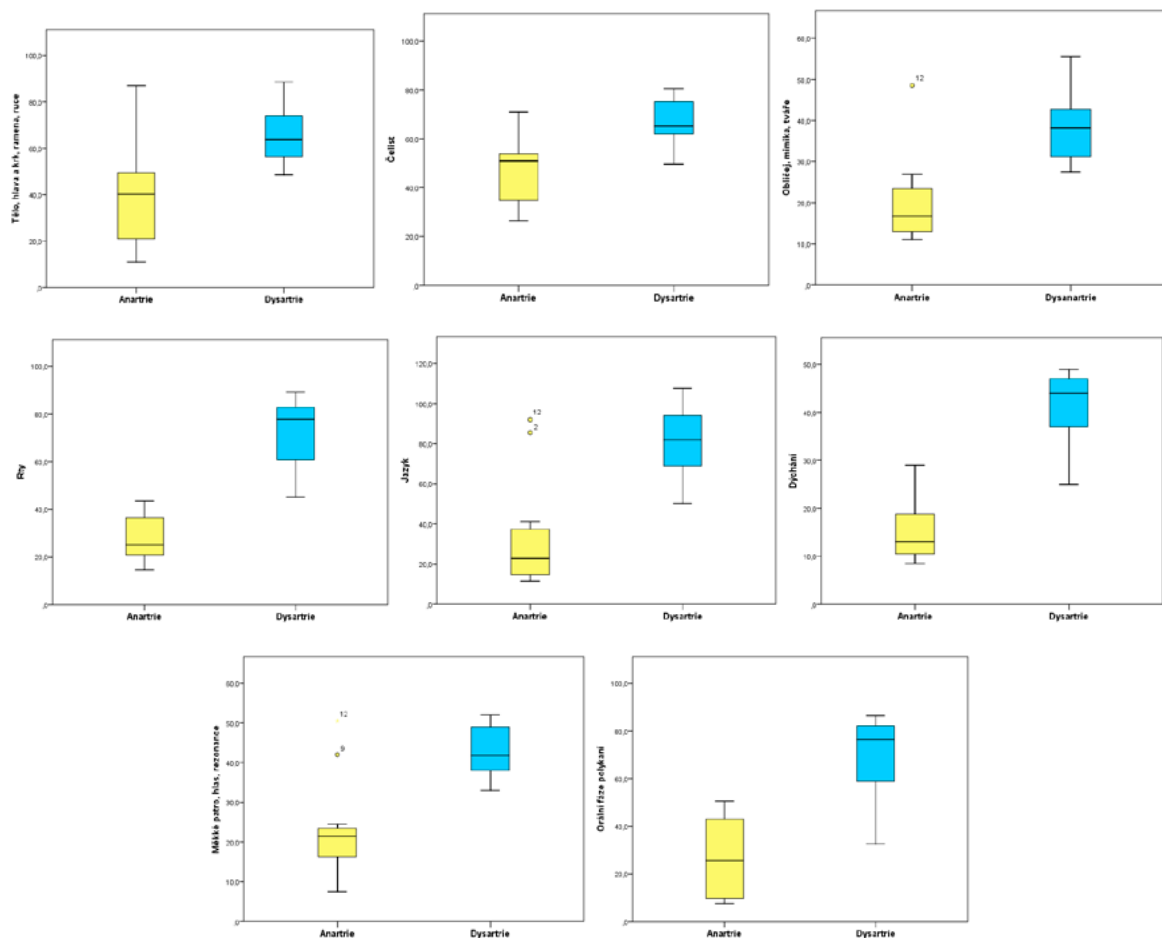 Tělo, hlava a krk, ramena, ruce
100,0
80,0
60,0
40,0
20,0
,0
Anartrie
Dysartrie
Čelist
100,0
80,0
60,0
40,0
20,0
,0
Anartrie
Dysartrie
Obličej, mimika, tváře
60,0
50,0
40,0
30,0
20,0
10,0
,0
12
Anartrie
Dysanartrie
Rty
100,0
80,0
60,0
40,0
20,0
,0
Anartrie
Dysartrie
Jazyk
120,0
100,0
80,0
60,0
40,0
20,0
,0
12
2
Anartrie
Dysartrie
Dýchání
50,0
40,0
30,0
20,0
10,0
,0
Anartrie
Dysartrie
Měkké patro, hlas, rezonance
60,0
50,0
40,0
30,0
20,0
10,0
,0
12
9
Anartrie
Dysartrie
Orální fáze polykání
100,0
80,0
60,0
40,0
20,0
,0
Anartrie
Dysartrie